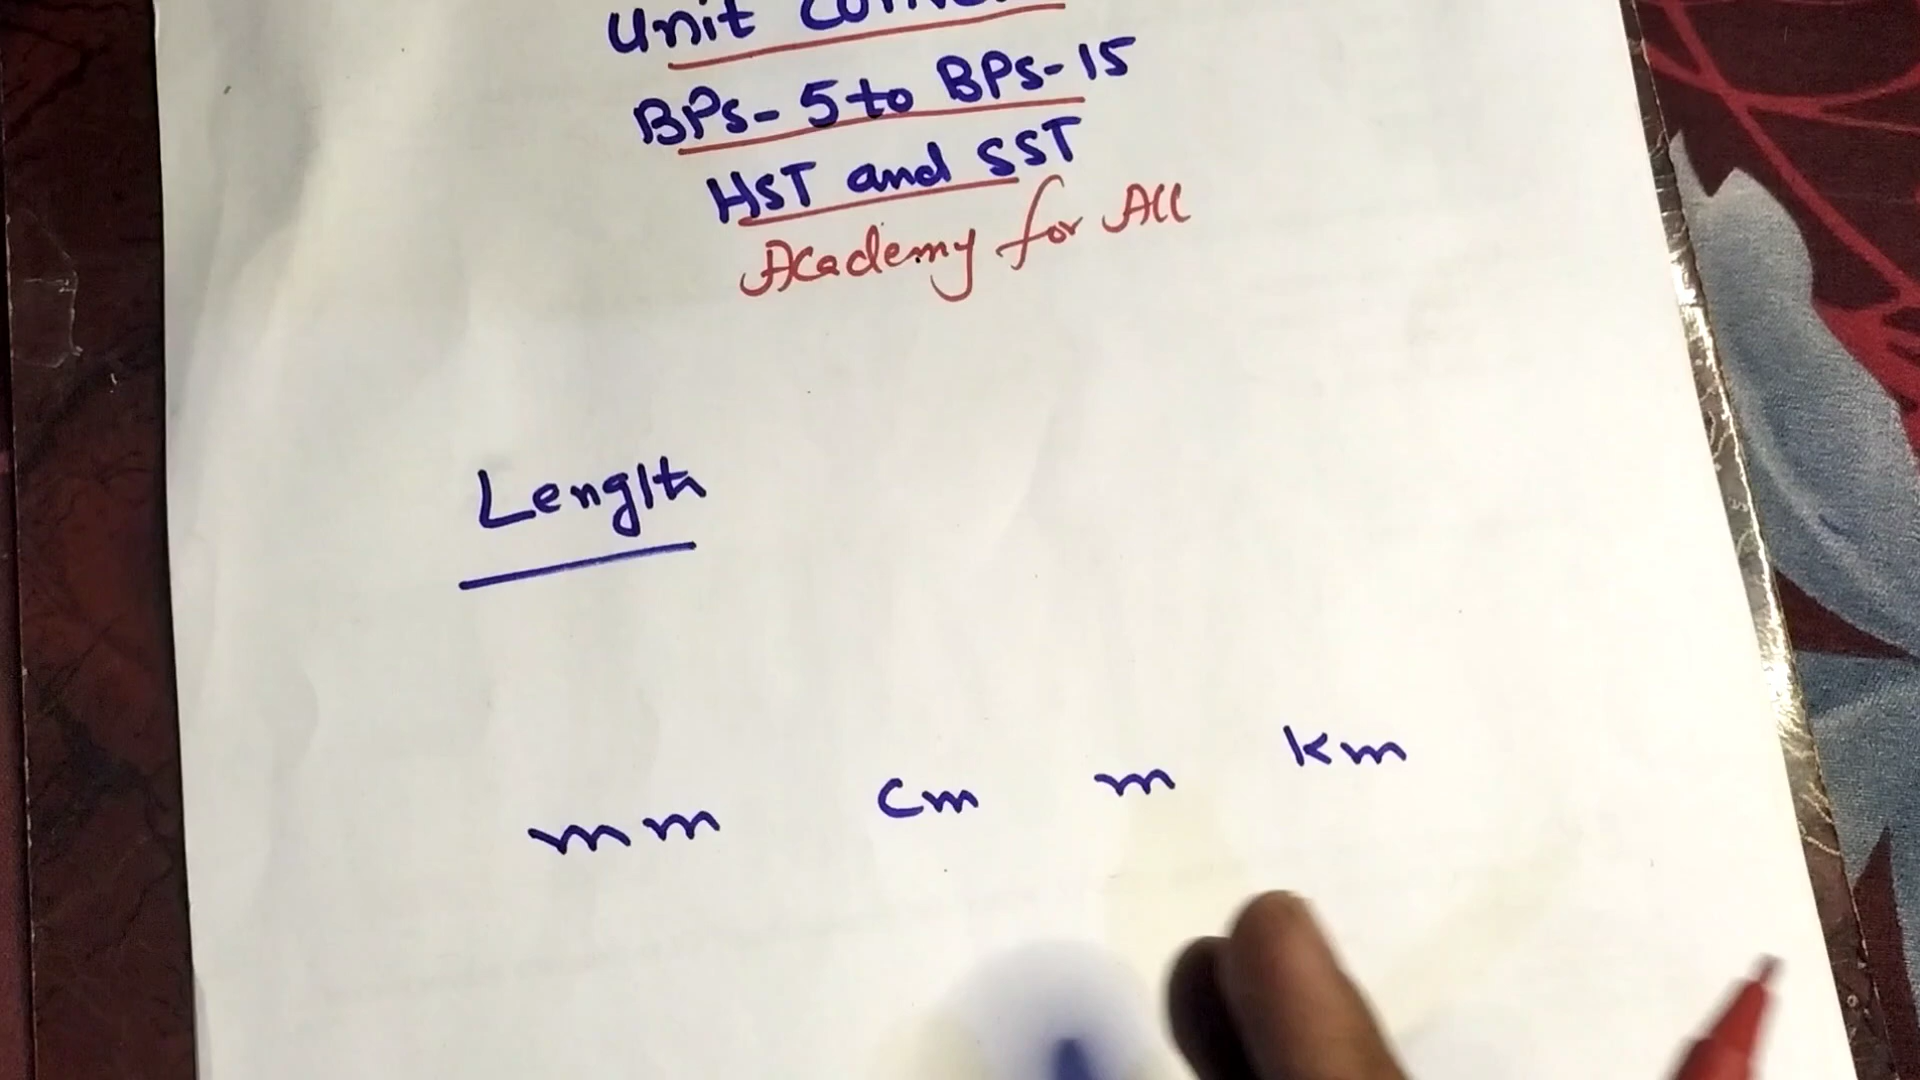 Unit
BPS-5 to BPS-15
HST and SST
Academy for All
Length
mm cm m km